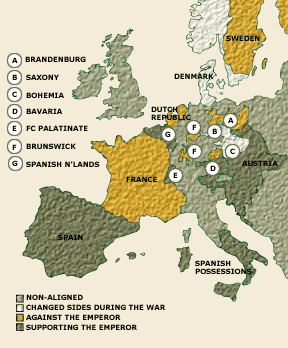 A BRANDENBURG
B SAXONY
C BOHEMIA
D BAVARIA
E FC PALATINATE
F BRUNSWICK
G SPANISH N'LANDS
SWEDEN
DENMARK
DUTCH
REPUBLIC
A
F
B
G
F
C
D
E
AUSTRIA
FRANCE
SPAIN
SPANISH
POSSESSIONS
NON-ALIGNED
CHANGED SIDES DURING THE WAR
AGAINST THE EMPEROR
SUPPORTING THE EMPEROR